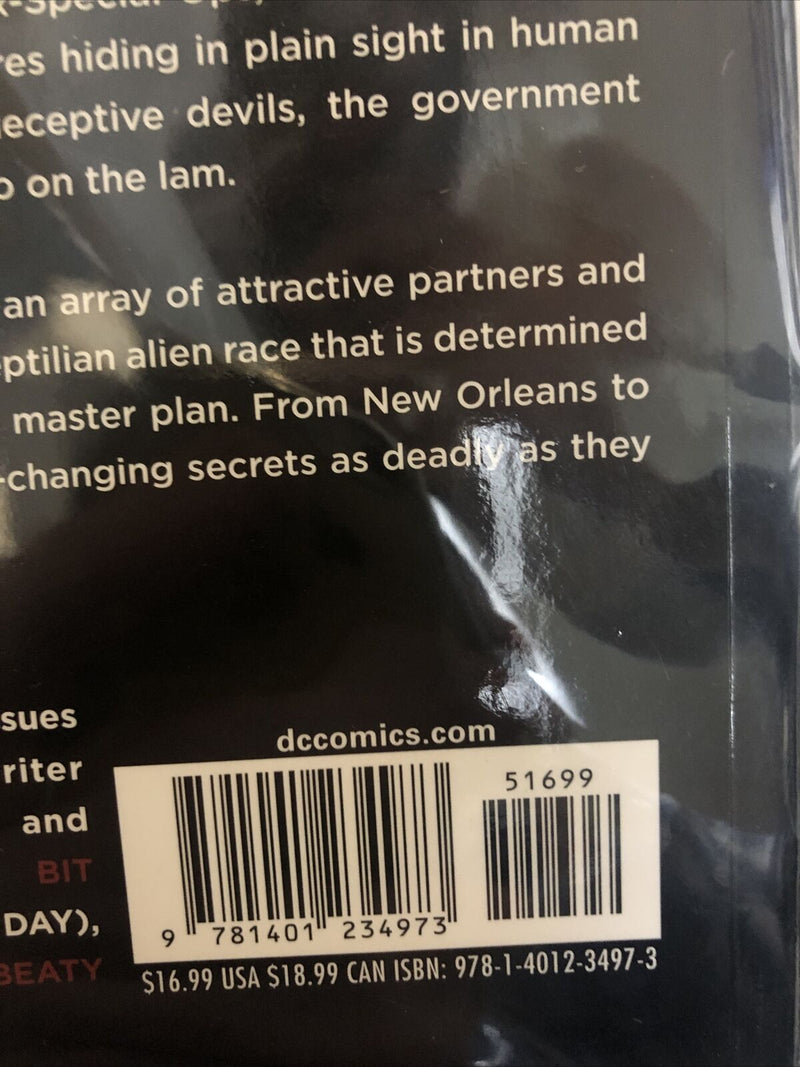 hiding in plain sight in human
deceptive devils, the government
on the lam.
an array of attractive partners and
reptilian alien race that is determined
master plan. From New Orleans to
-changing secrets as deadly as they
sues
riter
and
BIT
DAY),
BEATY
dccomics.com
51699
9 781401 234973
$16.99 USA $18.99 CAN ISBN: 978-1-4012-3497-3